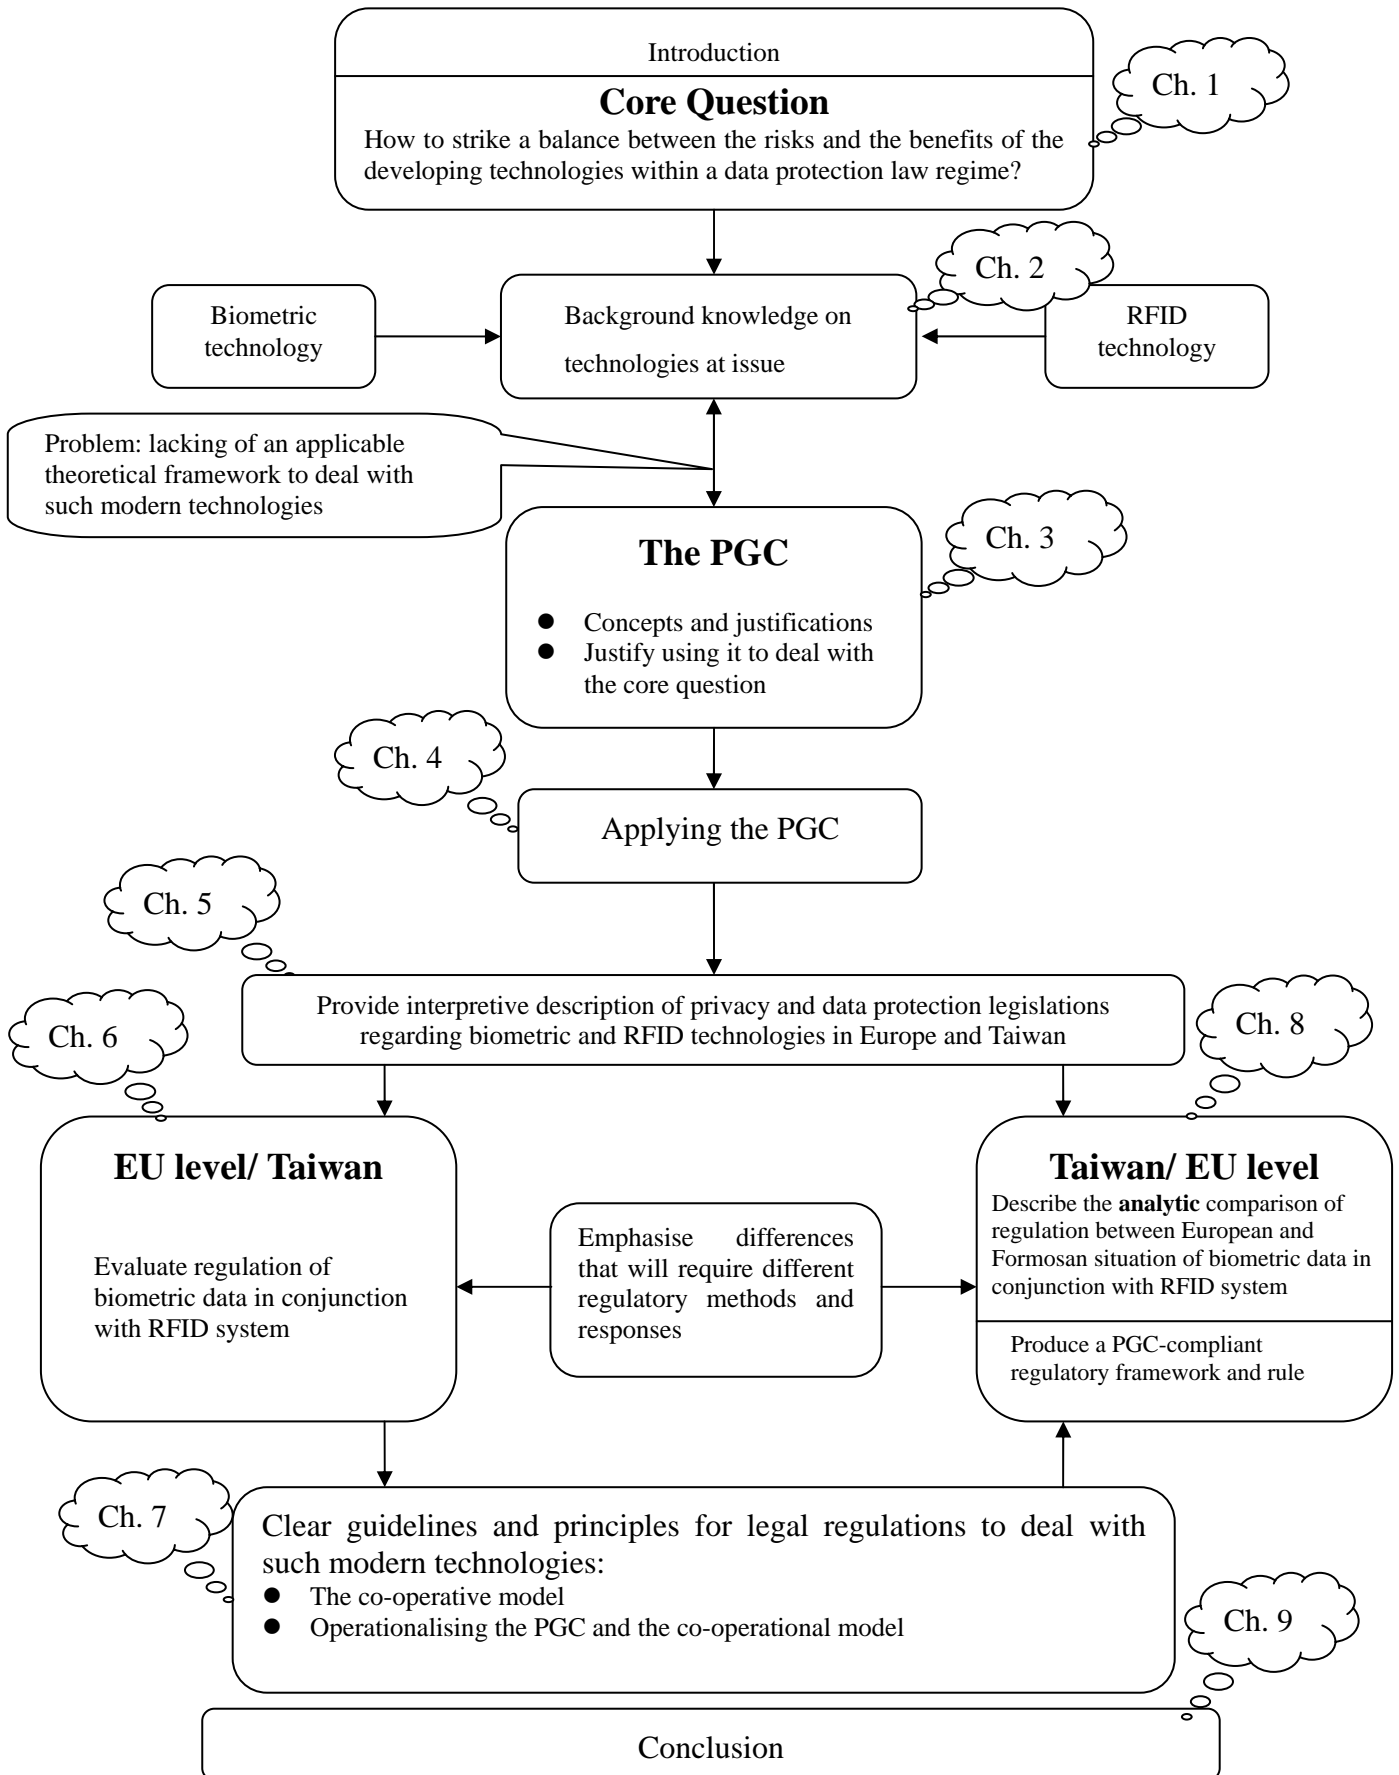 Introduction
Core Question
How to strike a balance between the risks and the benefits of the
developing technologies within a data protection law regime?
Ch. 1
Ch. 2
Biometric
technology
Background knowledge on
technologies at issue
RFID
technology
Problem: lacking of an applicable
theoretical framework to deal with
such modern technologies
Ch. 3
The PGC
● Concepts and justifications
● Justify using it to deal with
the core question
Ch. 4
Applying the PGC
Ch. 5
Provide interpretive description of privacy and data protection legislations
regarding biometric and RFID technologies in Europe and Taiwan
Ch. 6
Ch. 8
EU level/ Taiwan
Evaluate regulation of
biometric data in conjunction
with RFID system
Emphasise differences
that will require different
regulatory methods and
responses
Taiwan/ EU level
Describe the analytic comparison of
regulation between European and
Formosan situation of biometric data in
conjunction with RFID system
Produce a PGC-compliant
regulatory framework and rule
Ch. 7
Clear guidelines and principles for legal regulations to deal with
such modern technologies:
● The co-operative model
● Operationalising the PGC and the co-operational model
Ch. 9
Conclusion